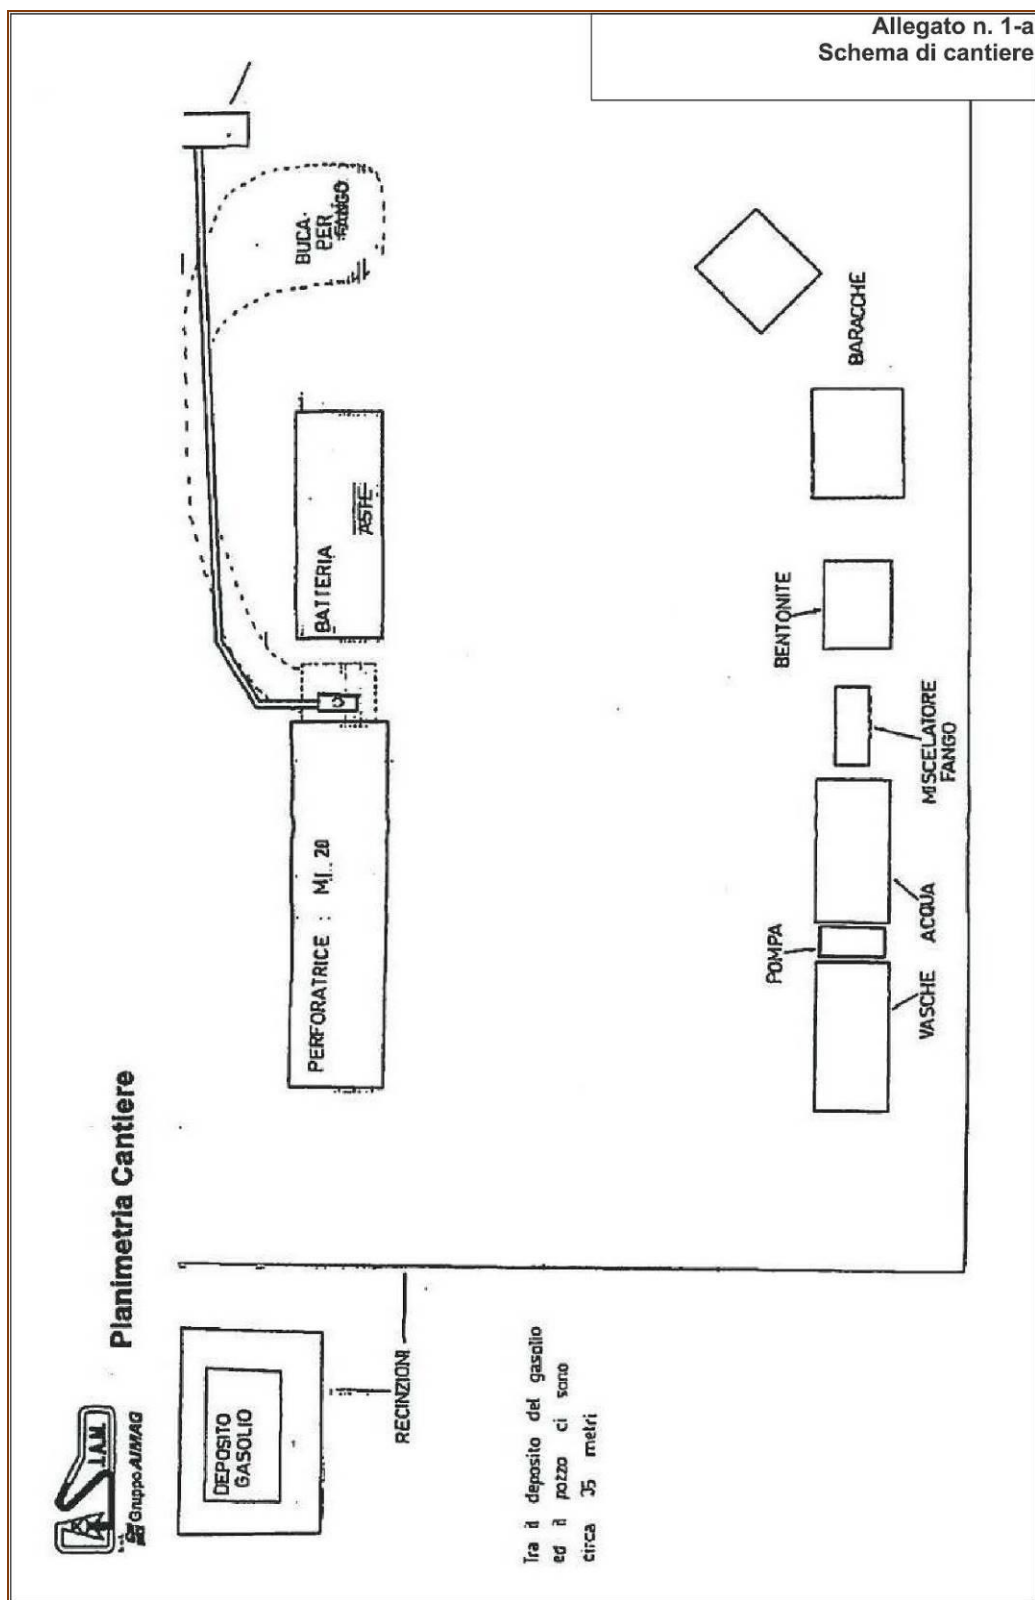 Allegato n. 1-a
Schema di cantiere
Planimetria Cantiere
I.A.M.
Gruppo AIMAG
DEPOSITO
GASOLIO
RECINZIONI
Tra il deposito del gasolio
ed il pozzo ci sono
circa 35 metri
PERFORATRICE : MI. 20
BATTERIA
ASTE
BUCA
PER
FANGO
VASCHE
POMPA
ACQUA
MISCELATORE
FANGO
BENTONITE
BARACCHE